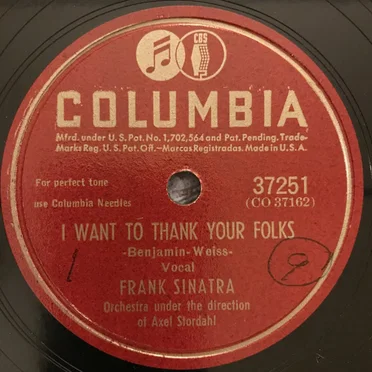 CBS
COLUMBIA
Mfrd. under U.S. Pat. No. 1,702,564 and Pat. Pending. Trade-
Marks Reg. U.S. Pat. Off.—Marcas Registradas. Made in U.S.A.
For perfect tone
use Columbia Needles
37251
(CO 37162)
I WANT TO THANK YOUR FOLKS
-Benjamin-Weiss-
Vocal
1
9
FRANK SINATRA
Orchestra under the direction
of Axel Stordahl